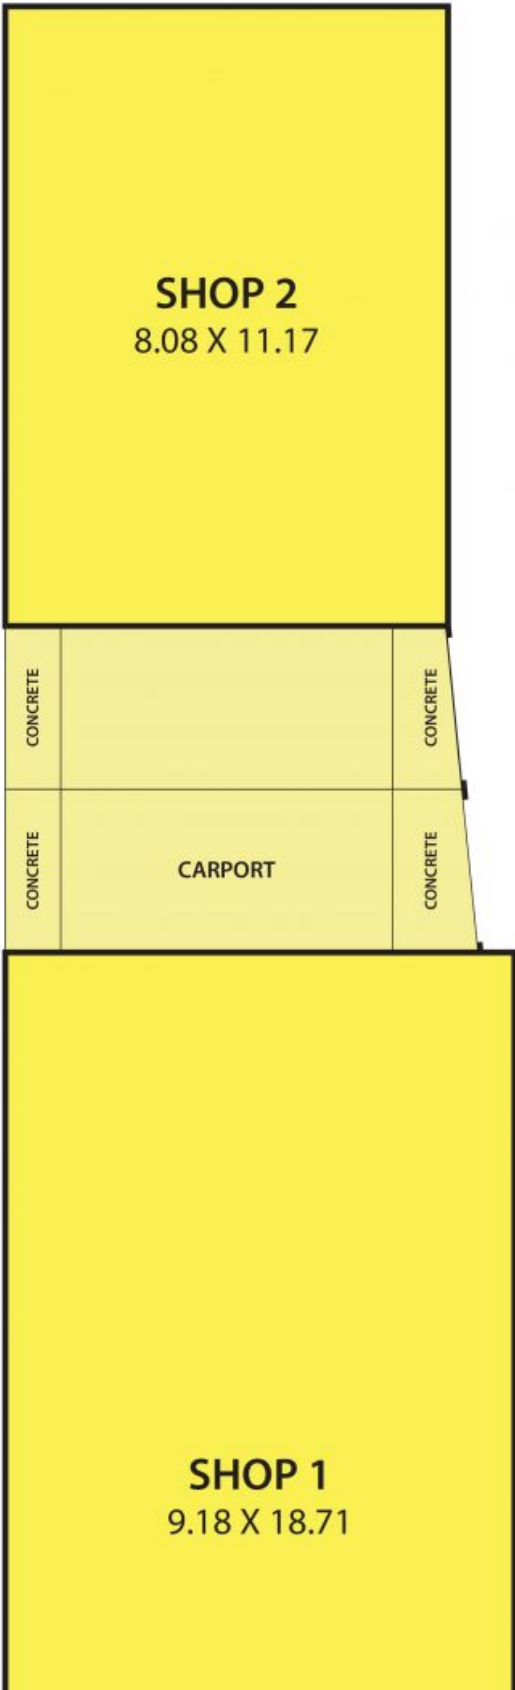 SHOP 2
8.08 X 11.17
CONCRETE
CONCRETE
CONCRETE
CARPORT
CONCRETE
SHOP 1
9.18 X 18.71